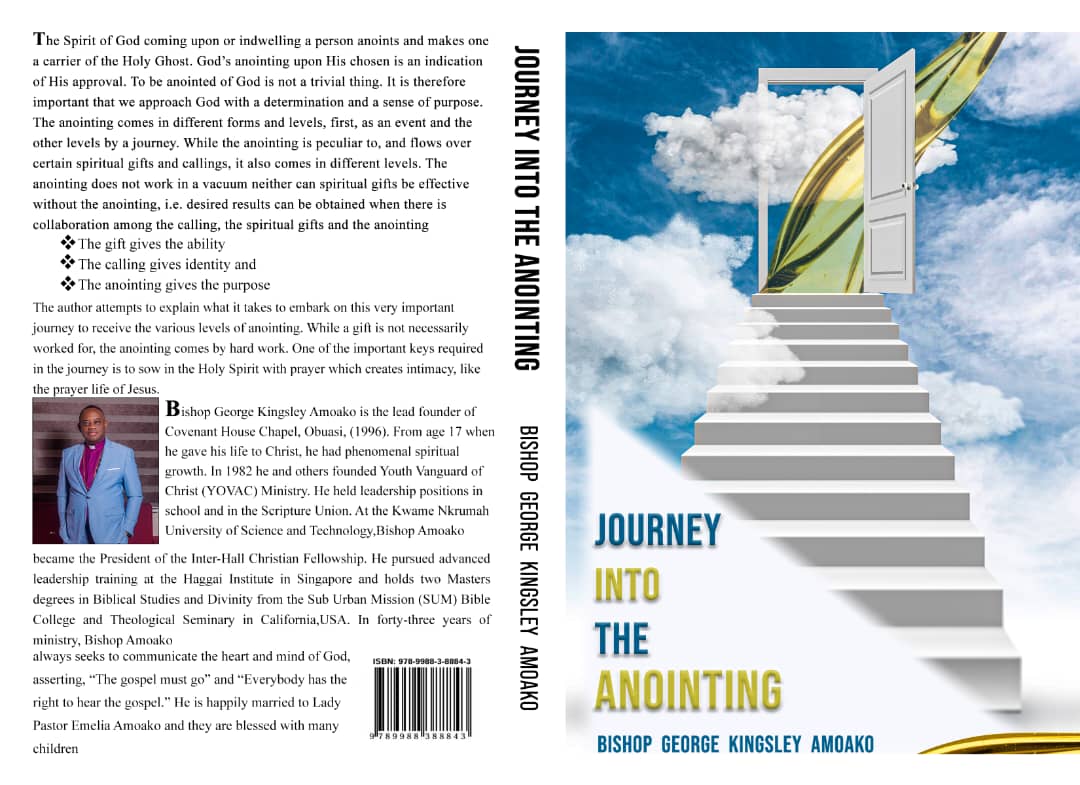 The Spirit of God coming upon or indwelling a person anoints and makes one
a carrier of the Holy Ghost. God's anointing upon His chosen is an indication
of His approval. To be anointed of God is not a trivial thing. It is therefore
important that we approach God with a determination and a sense of purpose.
The anointing comes in different forms and levels, first, as an event and the
other levels by a journey. While the anointing is peculiar to, and flows over
certain spiritual gifts and callings, it also comes in different levels. The
anointing does not work in a vacuum neither can spiritual gifts be effective
without the anointing, i.e. desired results can be obtained when there is
collaboration among the calling, the spiritual gifts and the anointing
❖ The gift gives the ability
❖ The calling gives identity and
❖ The anointing gives the purpose
The author attempts to explain what it takes to embark on this very important
journey to receive the various levels of anointing. While a gift is not necessarily
worked for, the anointing comes by hard work. One of the important keys required
in the journey is to sow in the Holy Spirit with prayer which creates intimacy, like
the prayer life of Jesus.
Bishop George Kingsley Amoako is the lead founder of
Covenant House Chapel, Obuasi, (1996). From age 17 when
he gave his life to Christ, he had phenomenal spiritual
growth. In 1982 he and others founded Youth Vanguard of
Christ (YOVAC) Ministry. He held leadership positions in
school and in the Scripture Union. At the Kwame Nkrumah
University of Science and Technology,Bishop Amoako
became the President of the Inter-Hall Christian Fellowship. He pursued advanced
leadership training at the Haggai Institute in Singapore and holds two Masters
degrees in Biblical Studies and Divinity from the Sub Urban Mission (SUM) Bible
College and Theological Seminary in California,USA. In forty-three years of
ministry, Bishop Amoako
always seeks to communicate the heart and mind of God,
asserting, "The gospel must go" and "Everybody has the
right to hear the gospel." He is happily married to Lady
Pastor Emelia Amoako and they are blessed with many
children
ISBN: 978-9988-3-8884-3
9 789988 388843
JOURNEY INTO THE ANOINTING
BISHOP GEORGE KINGSLEY AMOAKO
JOURNEY
INTO
THE
ANOINTING
BISHOP GEORGE KINGSLEY AMOAKO